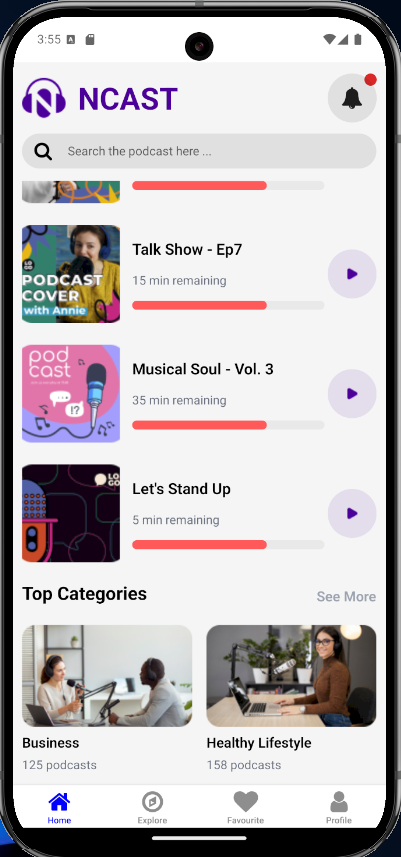 3:55
NCAST
Search the podcast here ...
LO
GO
PODCAST
COVER
with Annie
Talk Show - Ep7
15 min remaining
pod
cast
!?
Musical Soul - Vol. 3
35 min remaining
LO
GO
Let's Stand Up
5 min remaining
Top Categories
See More
Business
125 podcasts
Healthy Lifestyle
158 podcasts
Home
Explore
Favourite
Profile